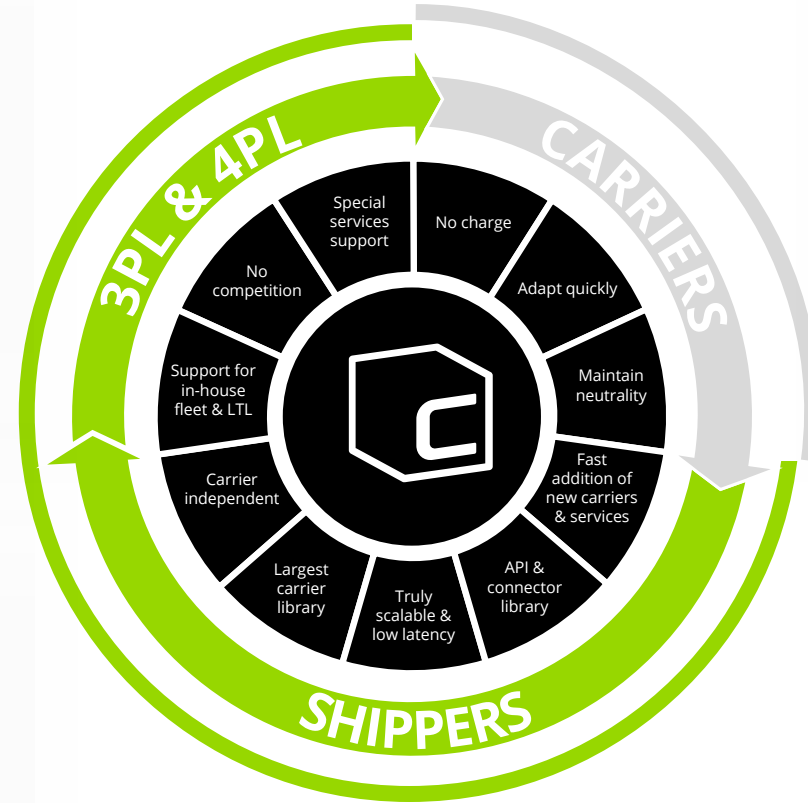 3PL & 4PL
CARRIERS
SHIPPERS
No charge
Adapt quickly
Maintain
neutrality
Fast
addition of
new carriers
& services
API &
connector
library
Truly
scalable &
low latency
Largest
carrier
library
Carrier
independent
Support for
in-house
fleet & LTL
No
competition
Special
services
support